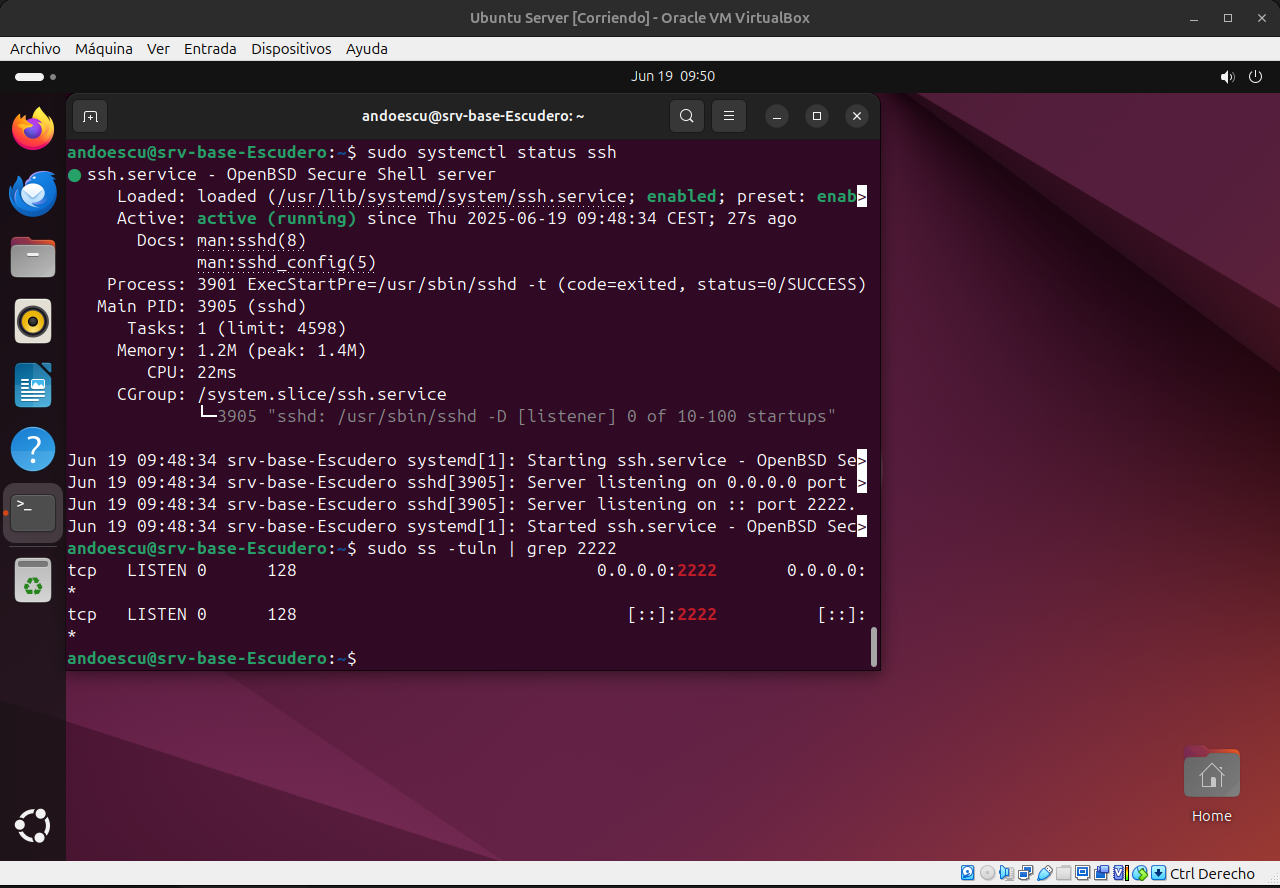 Ubuntu Server [Corriendo] - Oracle VM VirtualBox
Archivo Máquina Ver Entrada Dispositivos Ayuda
Jun 19 09:50
andoescu@srv-base-Escudero: ~
andoescu@srv-base-Escudero:~$ sudo systemctl status ssh
ssh.service - OpenBSD Secure Shell server
Loaded: loaded (/usr/lib/systemd/system/ssh.service; enabled; preset: enab>
Active: active (running) since Thu 2025-06-19 09:48:34 CEST; 27s ago
Docs: man:sshd(8)
man:sshd_config(5)
Process: 3901 ExecStartPre=/usr/sbin/sshd -t (code=exited, status=0/SUCCESS)
Main PID: 3905 (sshd)
Tasks: 1 (limit: 4598)
Memory: 1.2M (peak: 1.4M)
CPU: 22ms
CGroup: /system.slice/ssh.service
└─3905 "sshd: /usr/sbin/sshd -D [listener] 0 of 10-100 startups"
Jun 19 09:48:34 srv-base-Escudero systemd[1]: Starting ssh.service - OpenBSD Se>
Jun 19 09:48:34 srv-base-Escudero sshd[3905]: Server listening on 0.0.0.0 port >
Jun 19 09:48:34 srv-base-Escudero sshd[3905]: Server listening on :: port 2222.
Jun 19 09:48:34 srv-base-Escudero systemd[1]: Started ssh.service - OpenBSD Sec>
andoescu@srv-base-Escudero:~$ sudo ss -tuln | grep 2222
tcp LISTEN 0 128 0.0.0.0:2222 0.0.0.0:
*
tcp LISTEN 0 128 [::]:2222 [::]:
*
andoescu@srv-base-Escudero:~$
Home
Ctrl Derecho